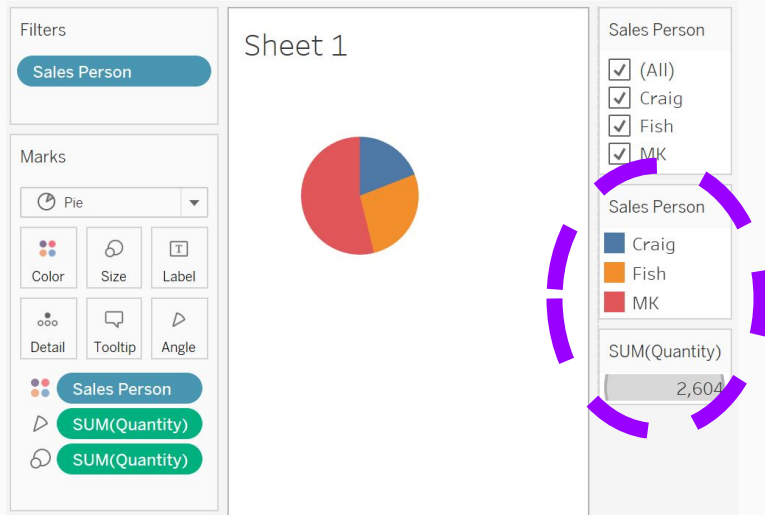 Filters
Sales Person
Marks
Pie
Color
Size
T
Label
Detail
Tooltip
Angle
Sales Person
SUM(Quantity)
SUM(Quantity)
Sheet 1
Sales Person
(All)
Craig
Fish
MK
Sales Person
Craig
Fish
MK
SUM(Quantity)
2,604